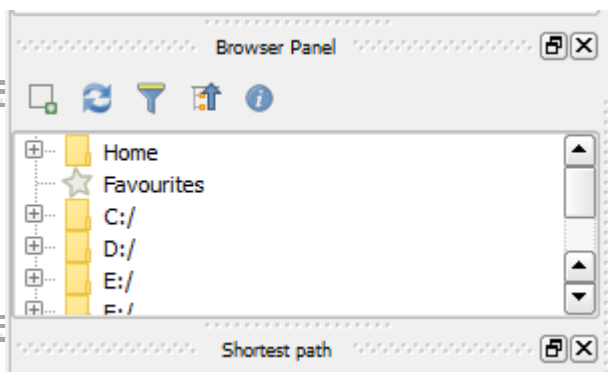 Browser Panel
Home
Favourites
C:/
D:/
E:/
Shortest path